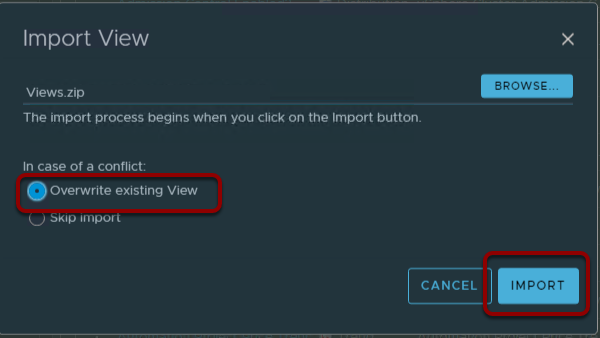 Import View
Views.zip
BROWSE...
The import process begins when you click on the Import button.
In case of a conflict:
Overwrite existing View
Skip import
CANCEL
IMPORT